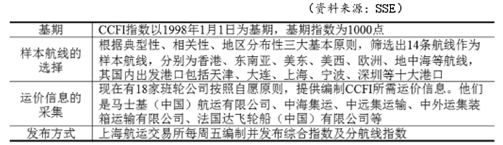 (资料来源：SSE)
基期 CCFI指数以1998年1月1日为基期，基期指数为1000点
根据典型性、相关性、地区分布性三大基本原则，筛选出14条航线作为
样本航线的选择 样本航线，分别为香港、东南亚、美东、美西、欧洲、地中海等航线，
其国内出发港口包括天津、大连、上海、宁波、深圳等十大港口
现在有18家班轮公司按照自愿原则，提供编制CCFI所需运价信息。他们
运价信息的采集 是马士基（中国）航运有限公司、中海集运、中远集运输、中外运集装
箱运输有限公司、法国达飞轮船（中国）有限公司等
发布方式 上海航运交易所每周五编制并发布综合指数及分航线指数